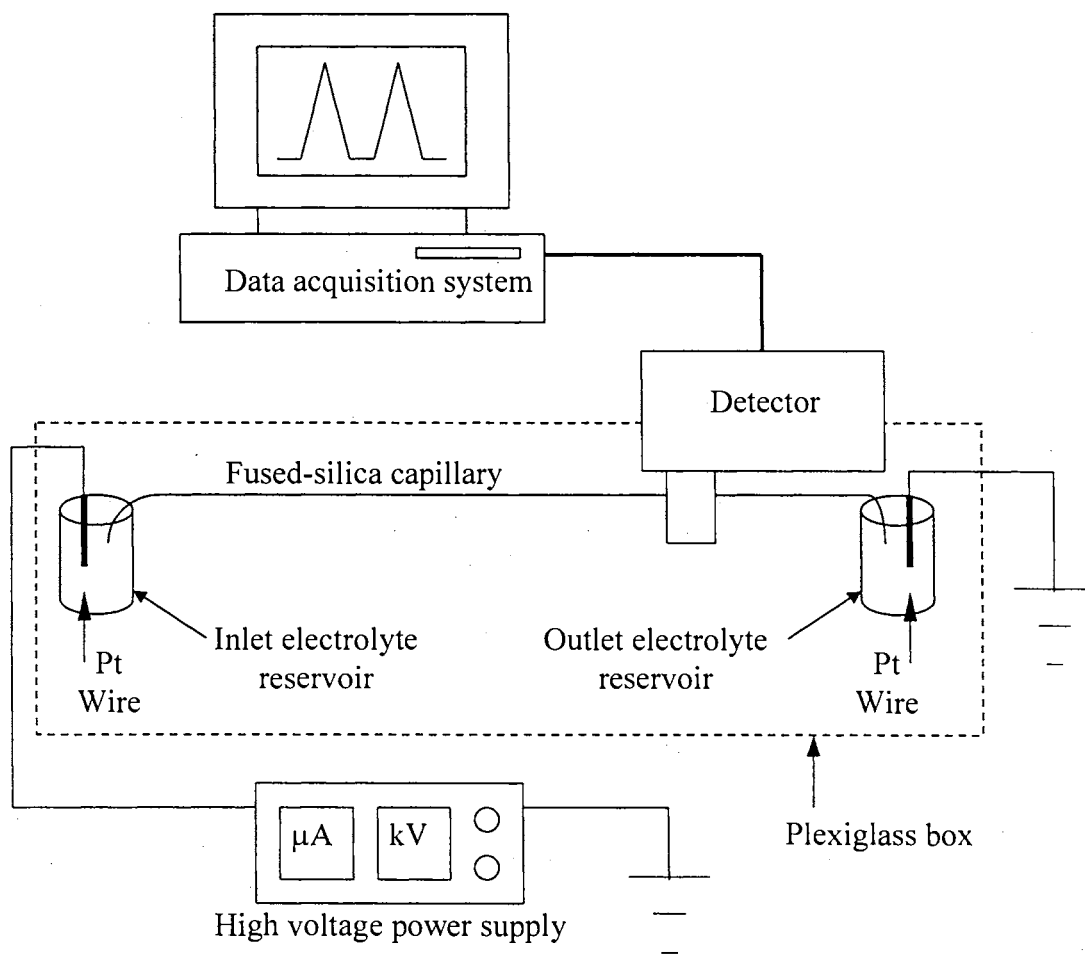 Data acquisition system
Detector
Fused-silica capillary
Inlet electrolyte
reservoir
Outlet electrolyte
reservoir
Pt
Wire
Pt
Wire
μA
kV
Plexiglass box
High voltage power supply